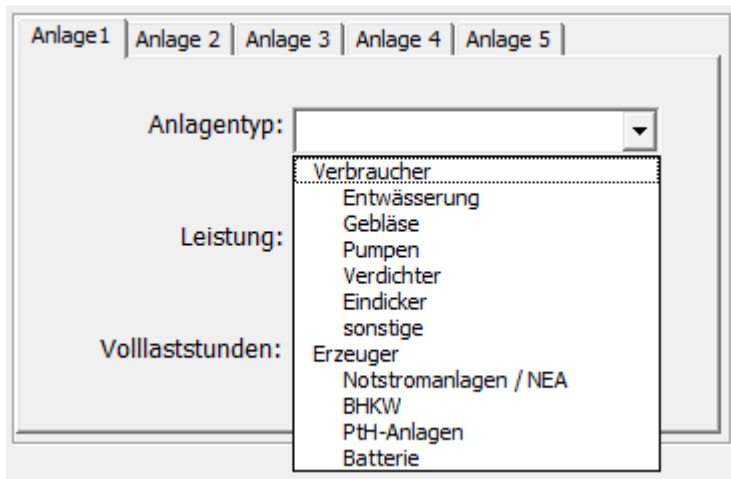 Anlage1 Anlage 2 Anlage 3 Anlage 4 Anlage 5
Anlagentyp:
Verbraucher
Entwässerung
Gebläse
Leistung:
Pumpen
Verdichter
Eindicker
sonstige
Volllaststunden:
Erzeuger
Notstromanlagen / NEA
BHKW
PtH-Anlagen
Batterie